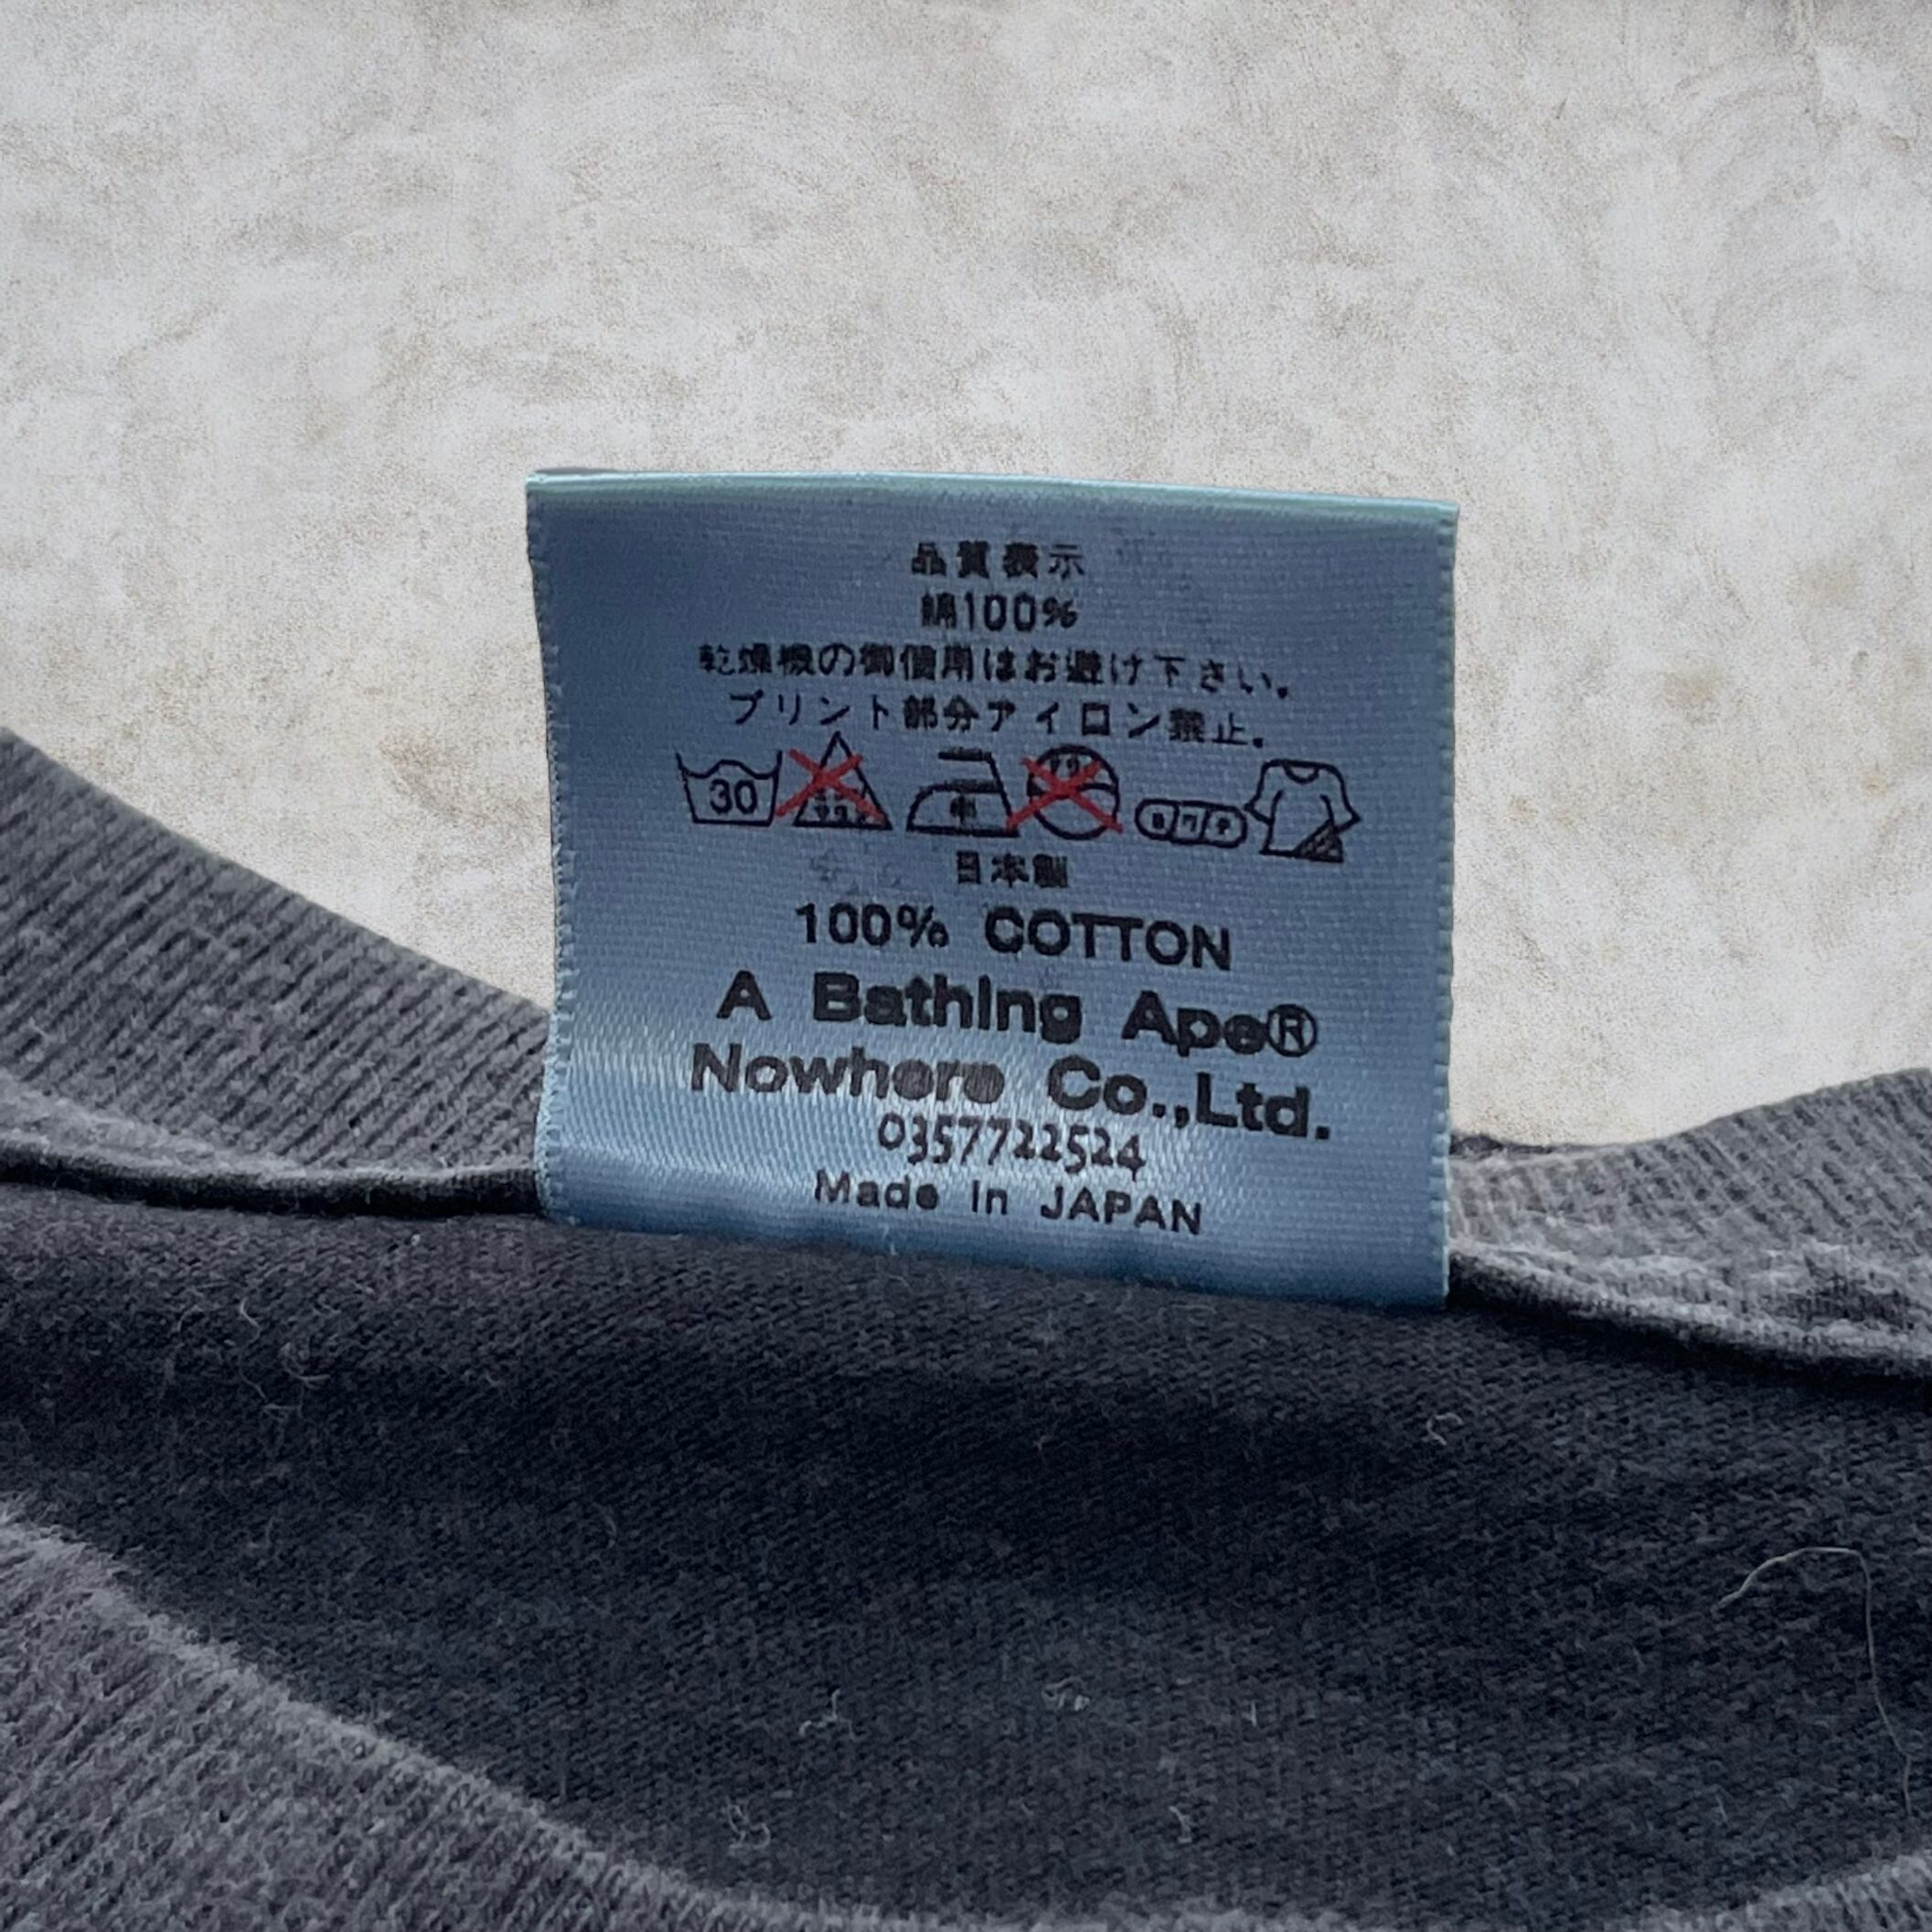 品質表示
綿100%
乾燥機の御使用はお避け下さい。
プリント部分アイロン禁止。
30 中
日本製
100% COTTON
A Bathing Ape®
Nowhere Co.,Ltd.
0357722524
Made in JAPAN